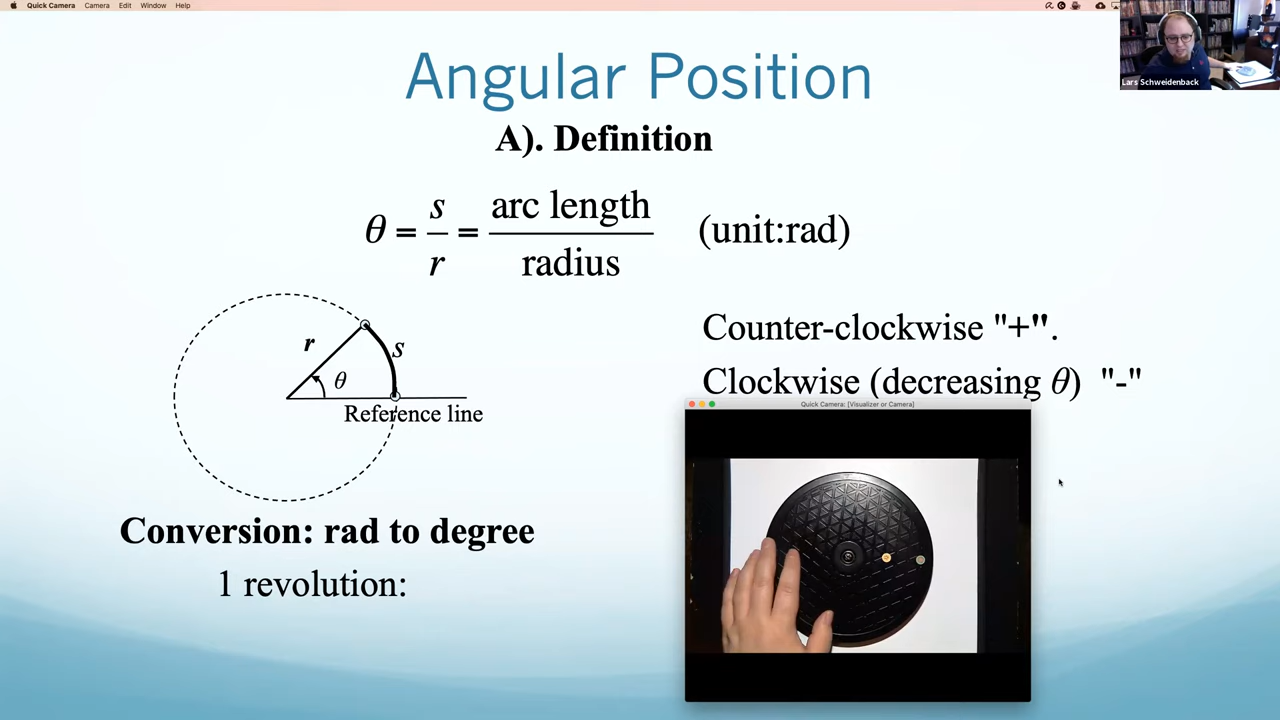 Quick Camera Camera Edit Window Help
Lars Schweidenback
Angular Position
A). Definition
θ = s/r = arc length/radius (unit:rad)
Counter-clockwise "+".
Clockwise (decreasing θ) "-"
r
s
θ
Reference line
Quick Camera: [Visualizer or Camera]
Conversion: rad to degree
1 revolution: